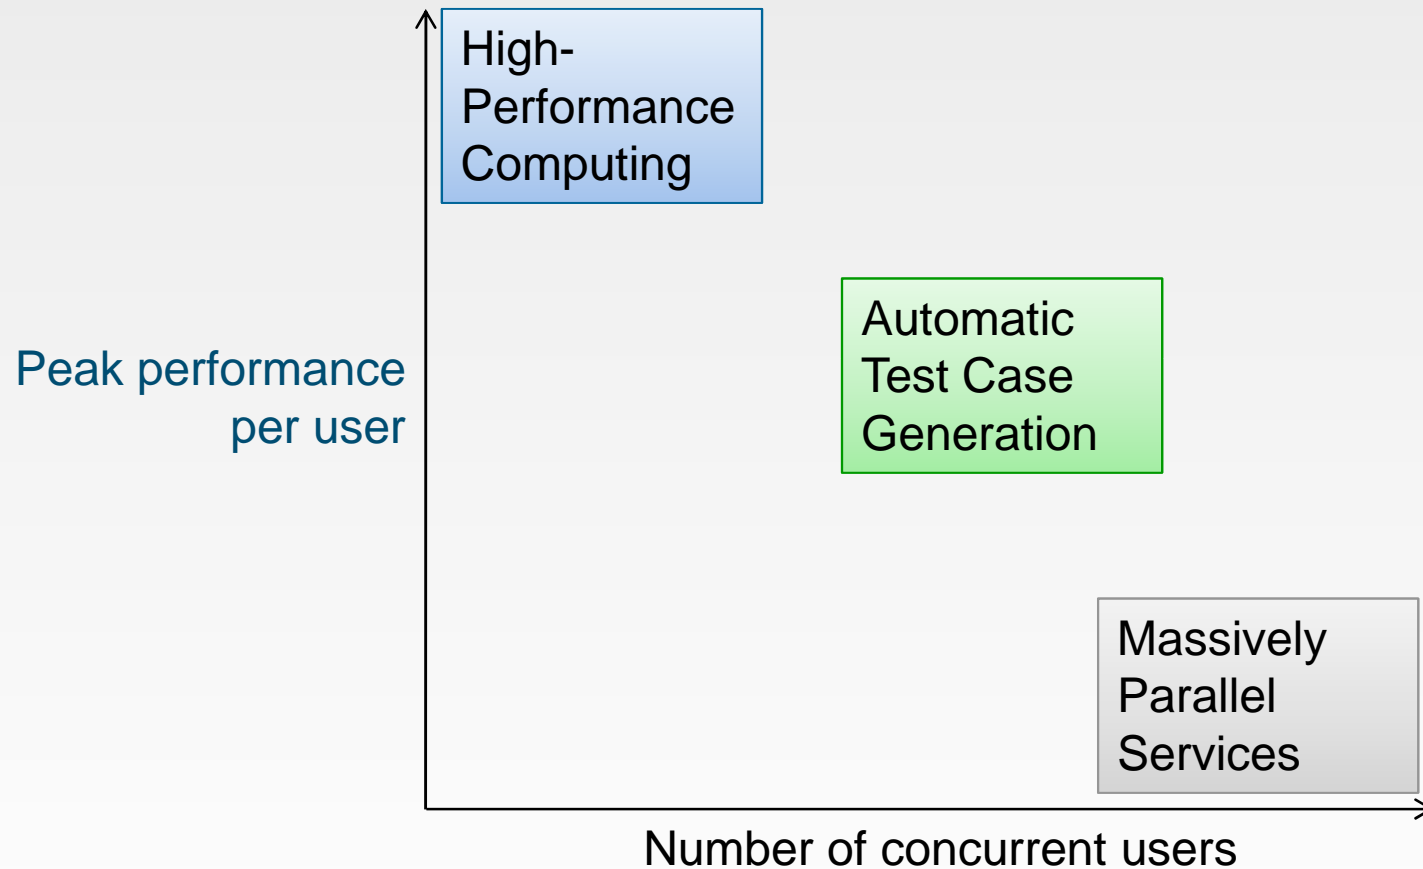 High-
Performance
Computing
Automatic
Test Case
Generation
Peak performance
per user
Massively
Parallel
Services
Number of concurrent users